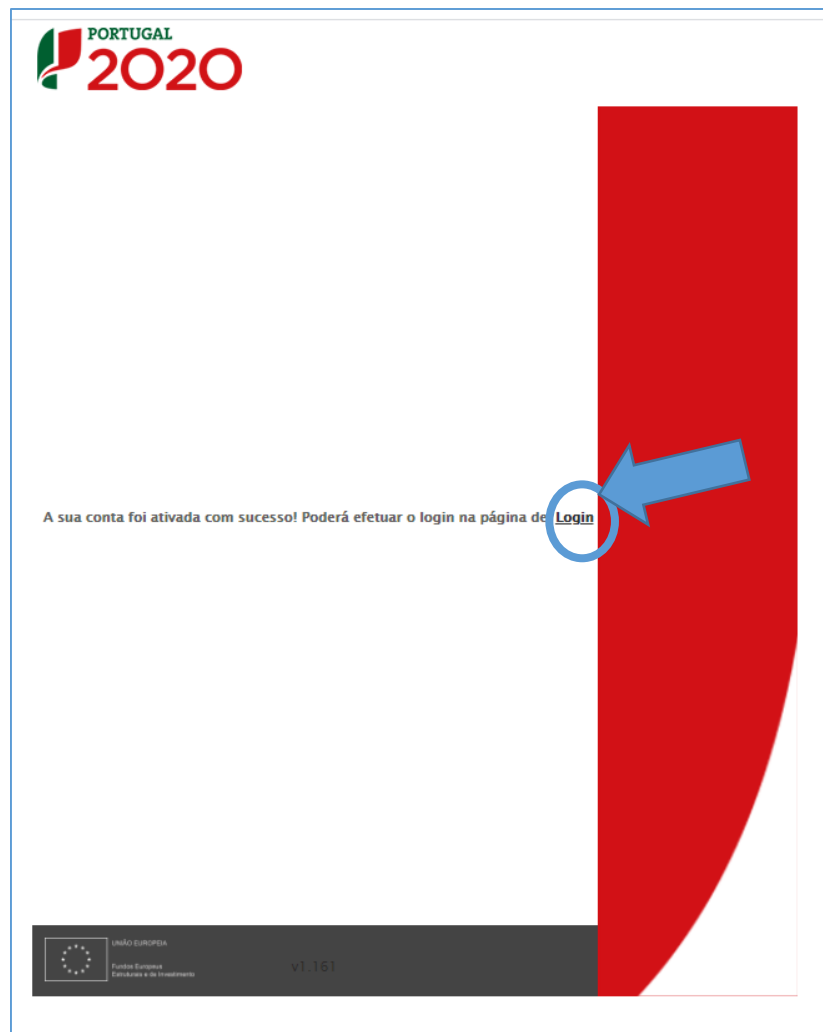 PORTUGAL
2020
A sua conta foi ativada com sucesso! Poderá efetuar o login na página de Login
UNIÃO EUROPEIA
Fundos Europeus
Estruturais e de Investimento
v1.161